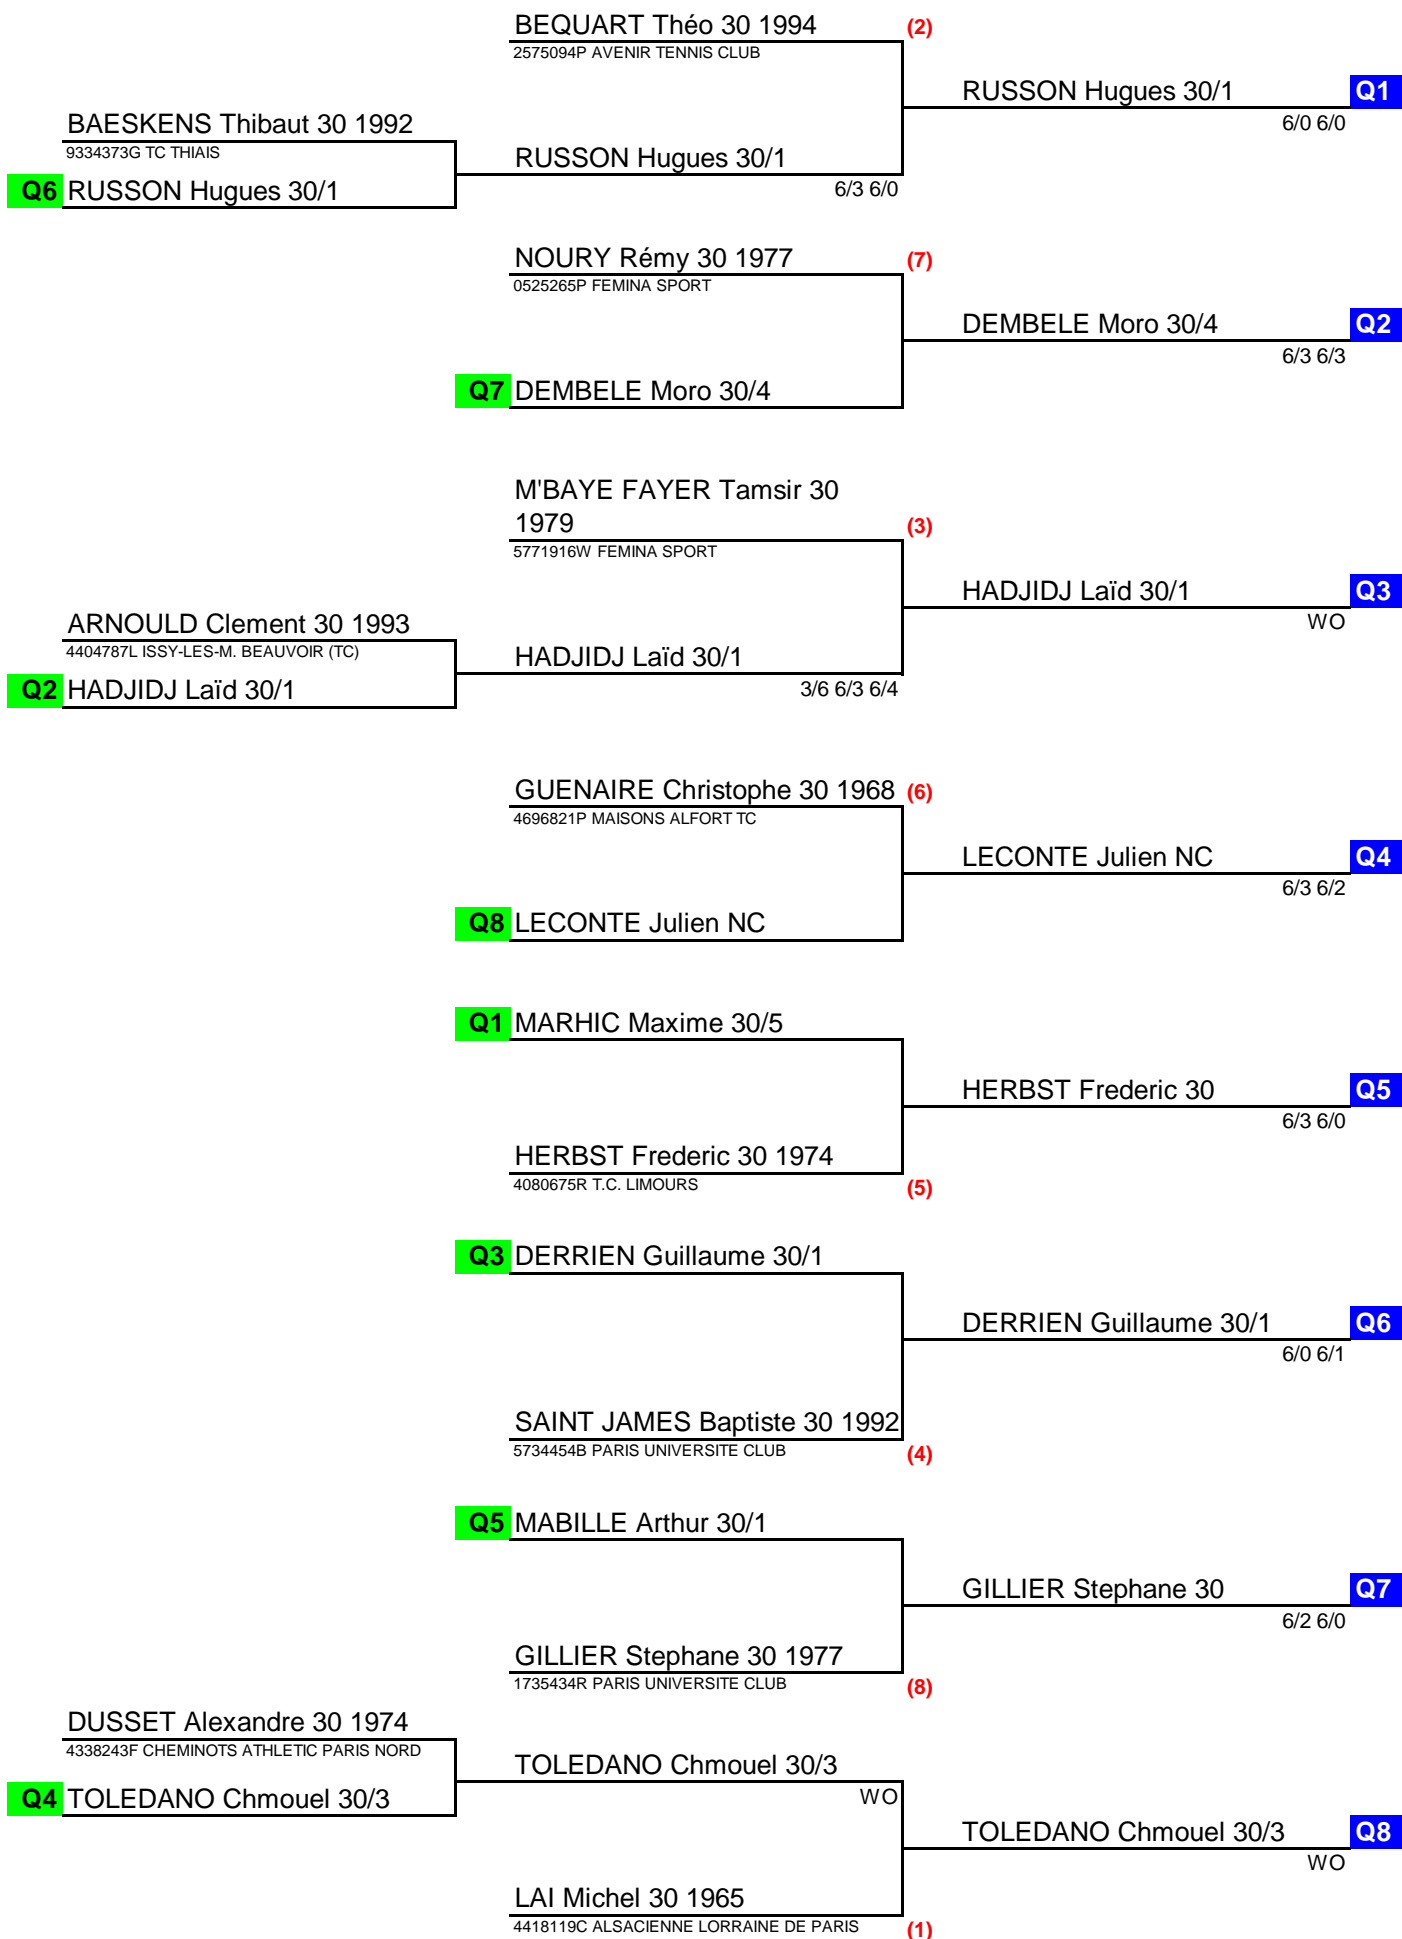 BEQUART Théo 30 1994 (2)
2575094P AVENIR TENNIS CLUB
RUSSON Hugues 30/1 Q1
6/0 6/0
BAESKENS Thibaut 30 1992
9334373G TC THIAIS
RUSSON Hugues 30/1
6/3 6/0
Q6 RUSSON Hugues 30/1
NOURY Rémy 30 1977 (7)
0525265P FEMINA SPORT
DEMBELE Moro 30/4 Q2
6/3 6/3
Q7 DEMBELE Moro 30/4
M'BAYE FAYER Tamsir 30
1979 (3)
5771916W FEMINA SPORT
HADJIDJ Laïd 30/1 Q3
WO
ARNOULD Clement 30 1993
4404787L ISSY-LES-M. BEAUVOIR (TC)
HADJIDJ Laïd 30/1
3/6 6/3 6/4
Q2 HADJIDJ Laïd 30/1
GUENAIRE Christophe 30 1968 (6)
4696821P MAISONS ALFORT TC
LECONTE Julien NC Q4
6/3 6/2
Q8 LECONTE Julien NC
Q1 MARHIC Maxime 30/5
HERBST Frederic 30 Q5
6/3 6/0
HERBST Frederic 30 1974
4080675R T.C. LIMOURS (5)
Q3 DERRIEN Guillaume 30/1
DERRIEN Guillaume 30/1 Q6
6/0 6/1
SAINT JAMES Baptiste 30 1992
5734454B PARIS UNIVERSITE CLUB (4)
Q5 MABILLE Arthur 30/1
GILLIER Stephane 30 Q7
6/2 6/0
GILLIER Stephane 30 1977
1735434R PARIS UNIVERSITE CLUB (8)
DUSSET Alexandre 30 1974
4338243F CHEMINOTS ATHLETIC PARIS NORD
TOLEDANO Chmouel 30/3
WO
Q4 TOLEDANO Chmouel 30/3
TOLEDANO Chmouel 30/3 Q8
WO
LAI Michel 30 1965
4418119C ALSACIENNE LORRAINE DE PARIS (1)